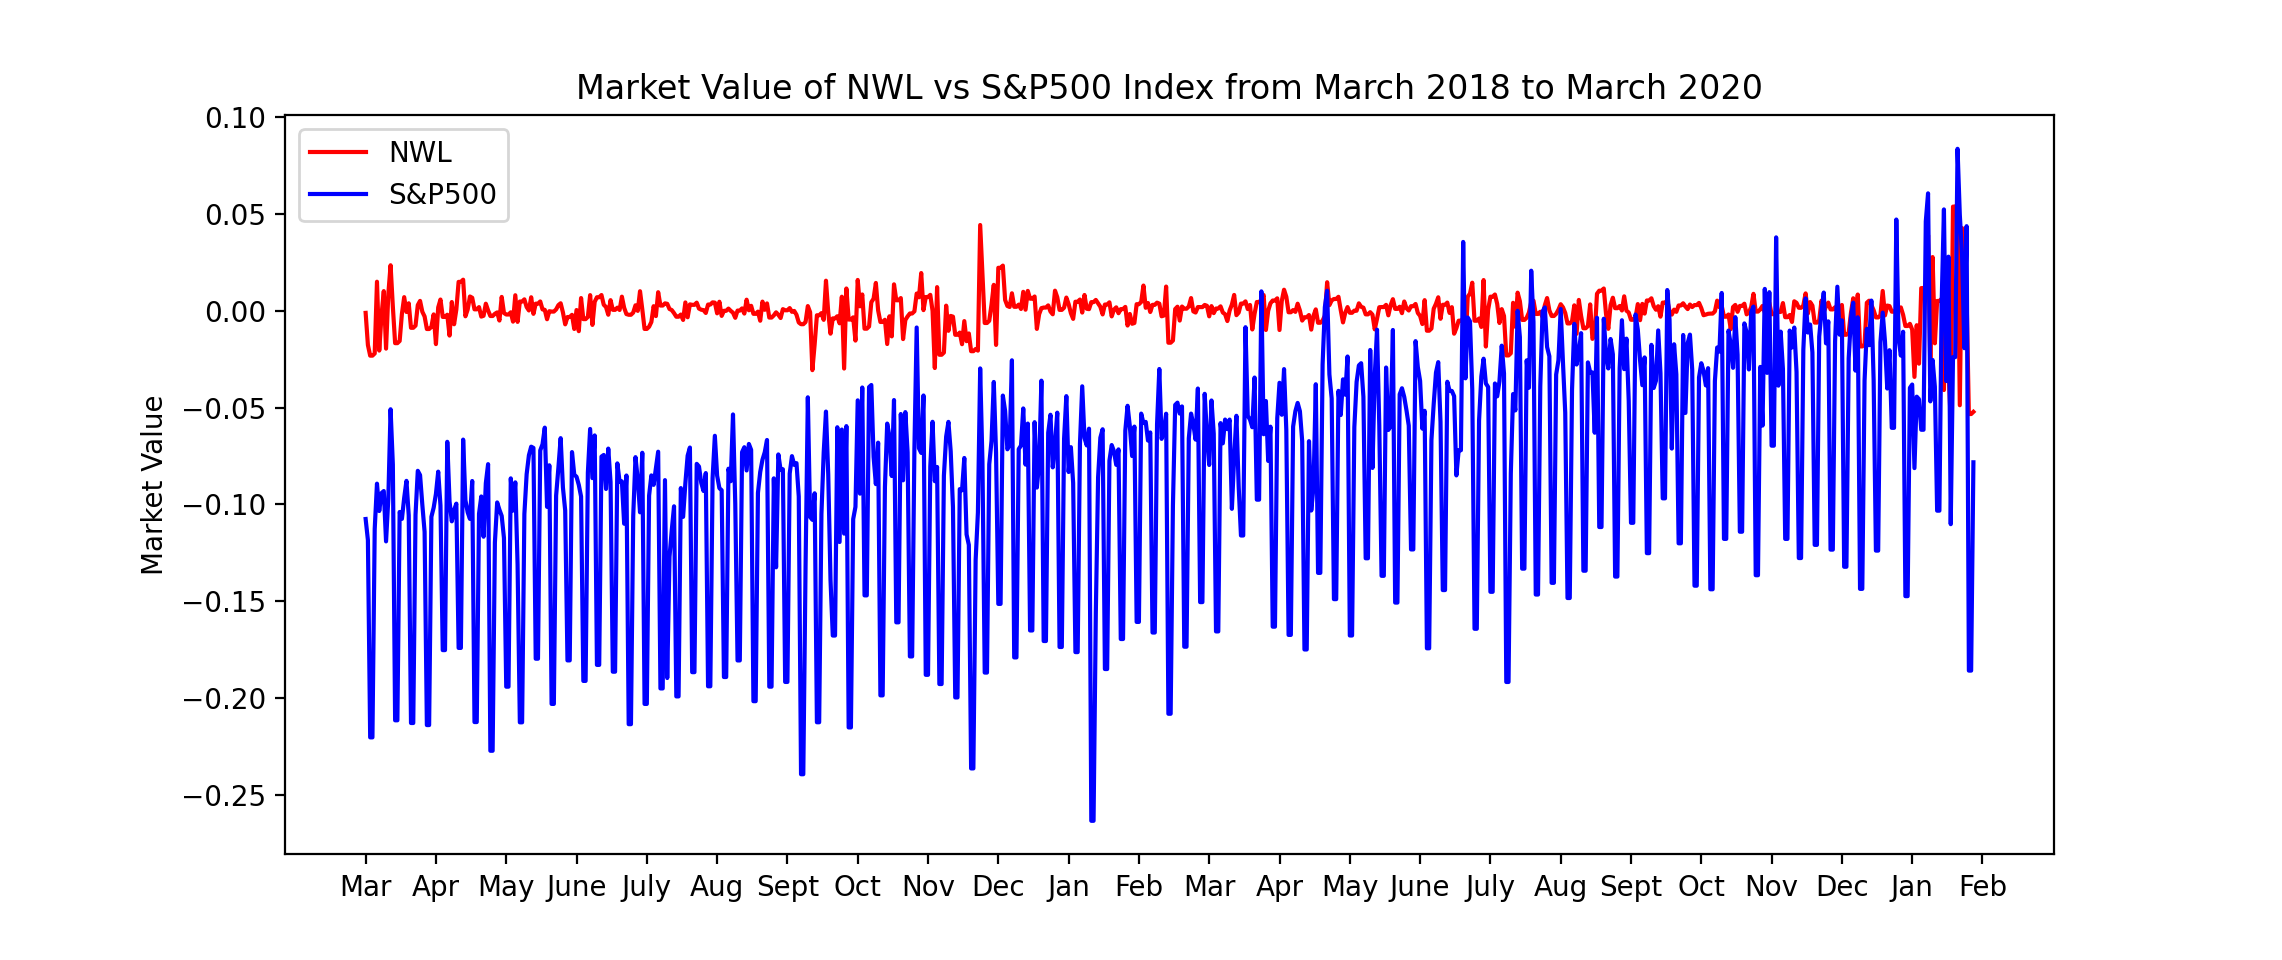 Market Value of NWL vs S&P500 Index from March 2018 to March 2020
NWL
S&P500
0.10
0.05
0.00
−0.05
−0.10
−0.15
−0.20
−0.25
Market Value
Mar Apr May June July Aug Sept Oct Nov Dec Jan Feb Mar Apr May June July Aug Sept Oct Nov Dec Jan Feb